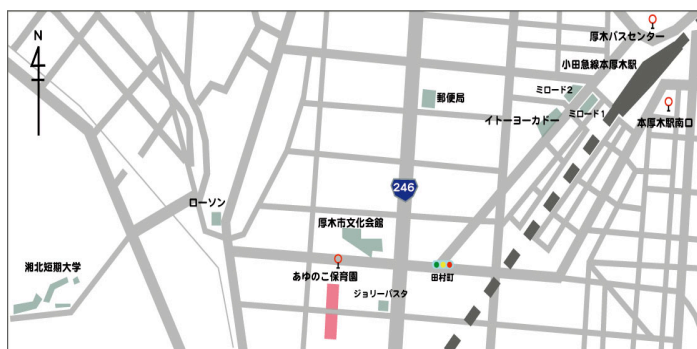 N
厚木バスセンター
小田急線本厚木駅
ミロード2
ミロード1
本厚木駅南口
郵便局
イトーヨーカドー
246
ローソン
厚木市文化会館
あゆのこ保育園
田村町
湘北短期大学
ジョリーパスタ